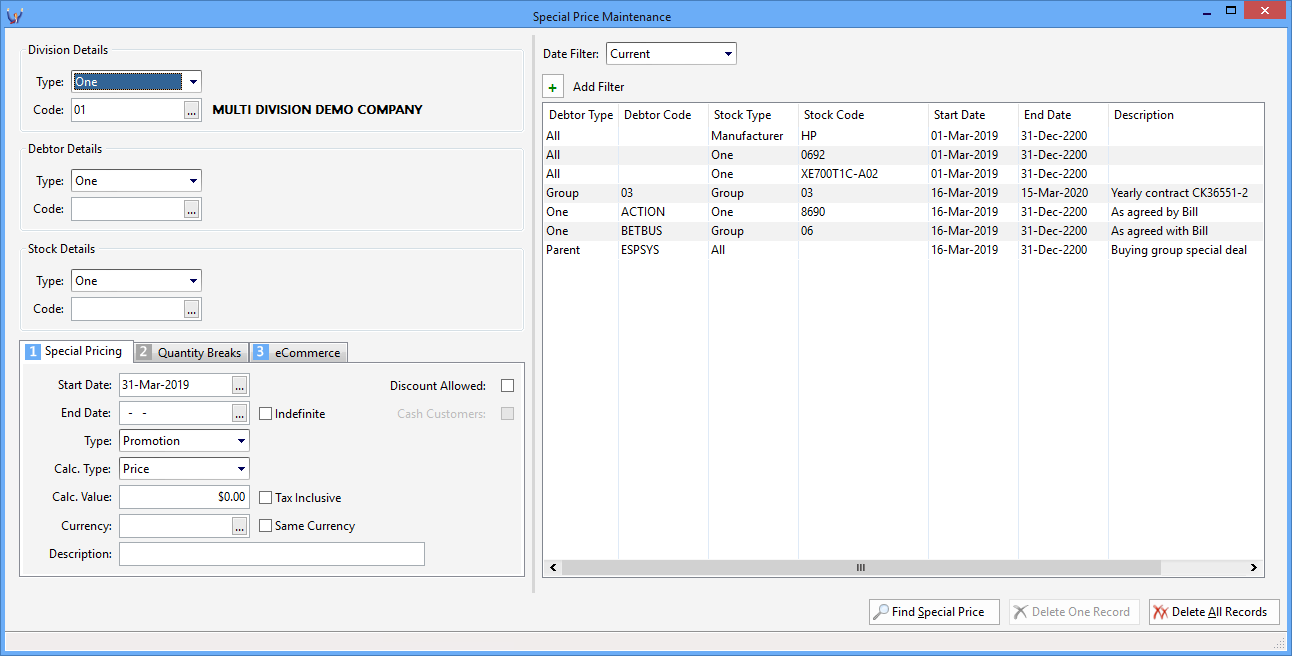 Special Price Maintenance
Division Details
Type: One
Code: 01 ... MULTI DIVISION DEMO COMPANY
Debtor Details
Type: One
Code: ...
Stock Details
Type: One
Code: ...
1 Special Pricing 2 Quantity Breaks 3 eCommerce
Start Date: 31-Mar-2019 ... Discount Allowed:
End Date: - - ... Indefinite Cash Customers:
Type: Promotion
Calc. Type: Price
Calc. Value: $0.00 Tax Inclusive
Currency: ... Same Currency
Description:
Date Filter: Current
+ Add Filter
Debtor Type Debtor Code Stock Type Stock Code Start Date End Date Description
All Manufacturer HP 01-Mar-2019 31-Dec-2200
All One 0692 01-Mar-2019 31-Dec-2200
All One XE700T1C-A02 01-Mar-2019 31-Dec-2200
Group 03 Group 03 16-Mar-2019 15-Mar-2020 Yearly contract CK36551-2
One ACTION One 8690 16-Mar-2019 31-Dec-2200 As agreed by Bill
One BETBUS Group 06 16-Mar-2019 31-Dec-2200 As agreed with Bill
Parent ESPSYS All 16-Mar-2019 31-Dec-2200 Buying group special deal
Find Special Price Delete One Record Delete All Records